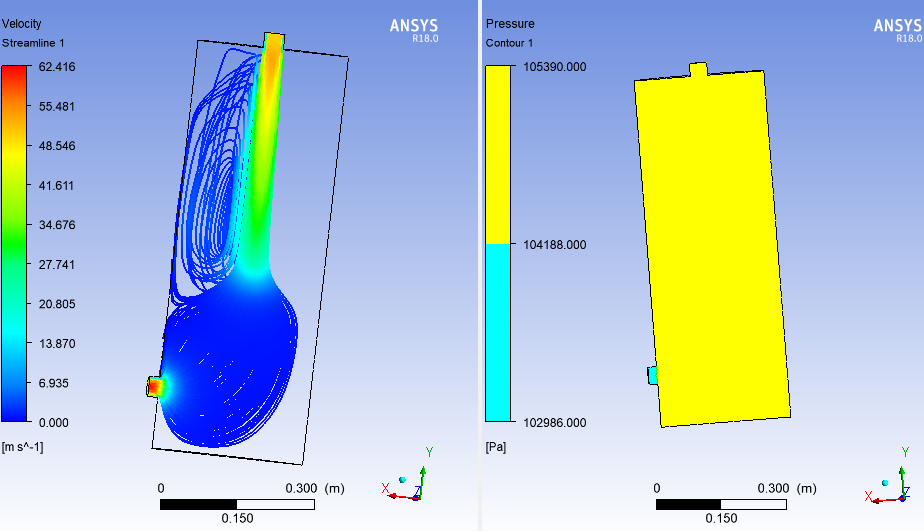 Velocity
Streamline 1
ANSYS
R18.0
62.416
55.481
48.546
41.611
34.676
27.741
20.805
13.870
6.935
0.000
[m s^-1]
0
0.300 (m)
0.150
Y
X
Z
Pressure
Contour 1
ANSYS
R18.0
105390.000
104188.000
102986.000
[Pa]
0
0.300 (m)
0.150
Y
X
Z